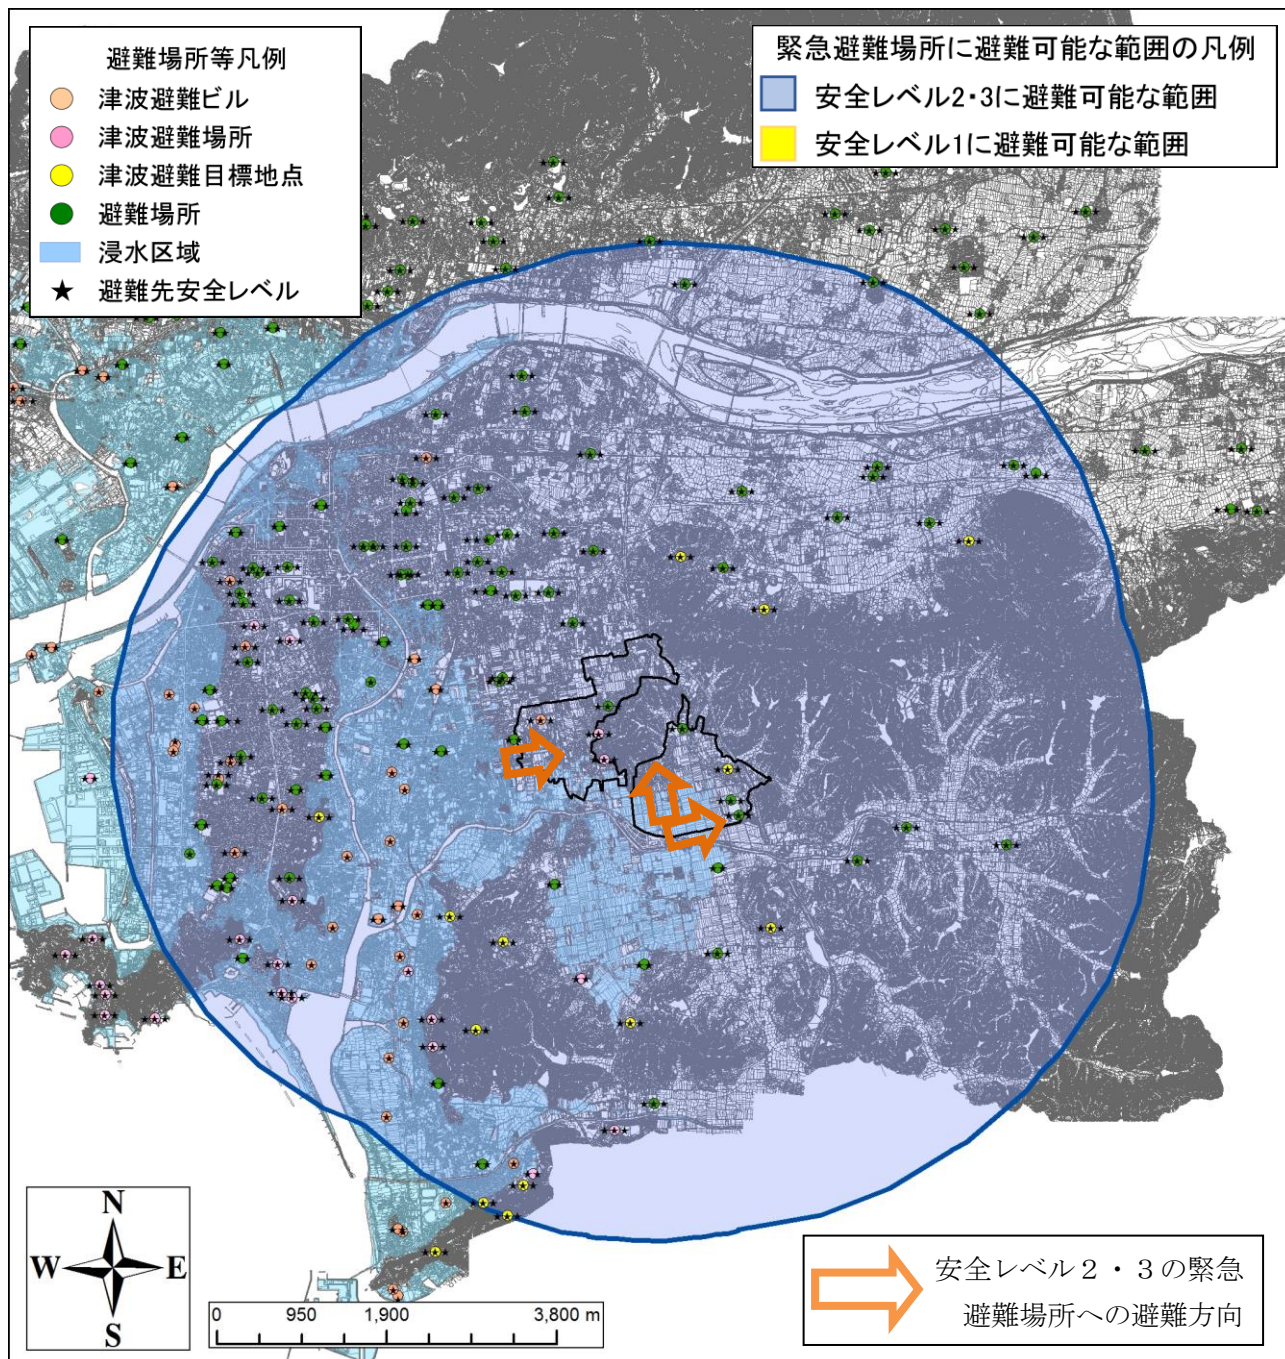 避難場所等凡例
津波避難ビル
津波避難場所
津波避難目標地点
避難場所
浸水区域
★ 避難先安全レベル
緊急避難場所に避難可能な範囲の凡例
安全レベル2・3に避難可能な範囲
安全レベル1に避難可能な範囲
N
W E
S
0 950 1,900 3,800 m
安全レベル2・3の緊急
避難場所への避難方向